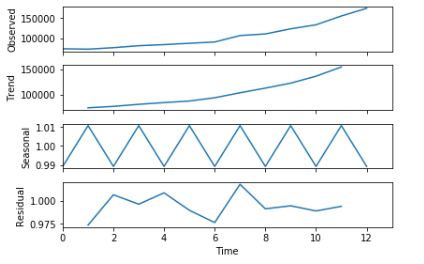 150000
100000
Observed
150000
100000
Trend
1.01
1.00
0.99
Seasonal
1.000
0.975
Residual
0 2 4 6 8 10 12
Time